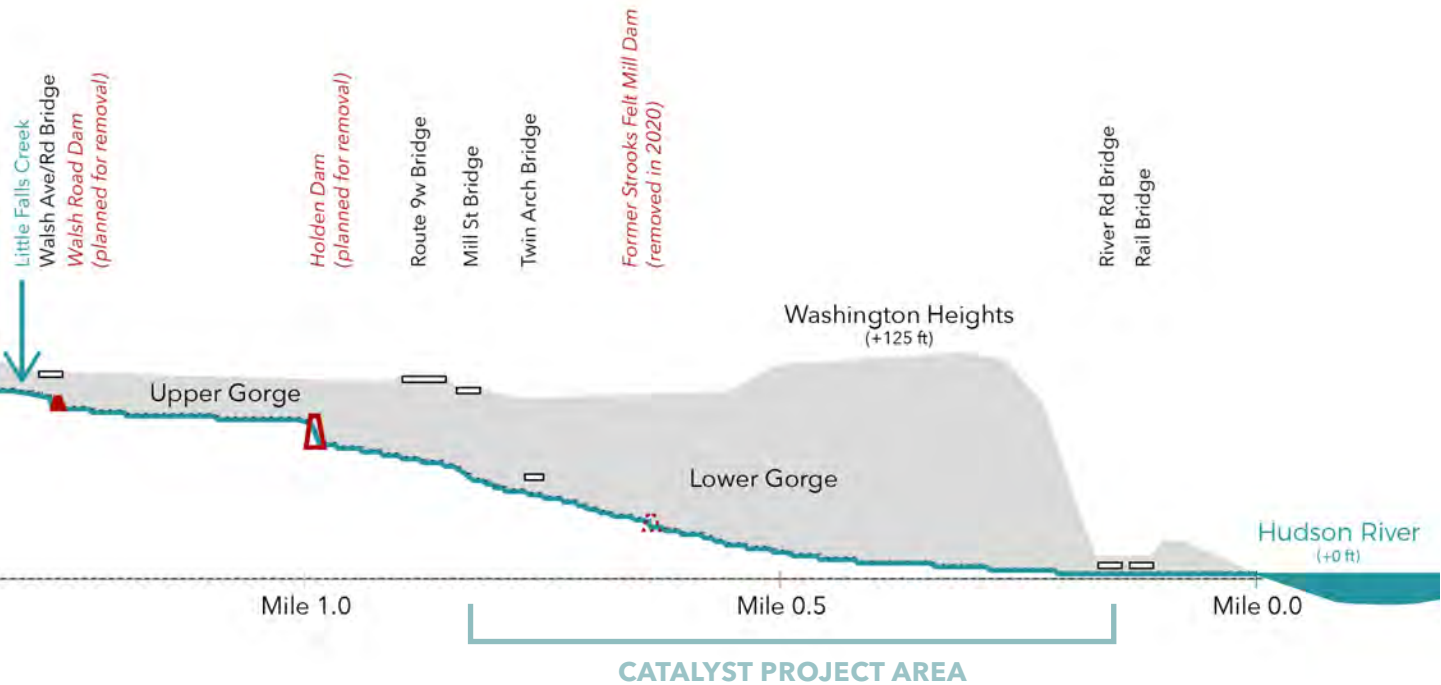 Little Falls Creek
Walsh Ave/Rd Bridge
Walsh Road Dam
(planned for removal)
Holden Dam
(planned for removal)
Route 9w Bridge
Mill St Bridge
Twin Arch Bridge
Former Strooks Felt Mill Dam
(removed in 2020)
River Rd Bridge
Rail Bridge
Washington Heights
(+125 ft)
Upper Gorge
Lower Gorge
Hudson River
(+0 ft)
Mile 1.0
Mile 0.5
Mile 0.0
CATALYST PROJECT AREA